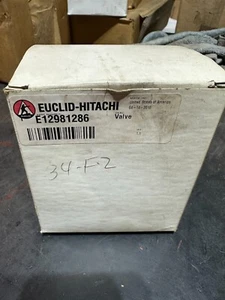 EUCLID-HITACHI
United States of America
E12981286
Valve
34-F-2